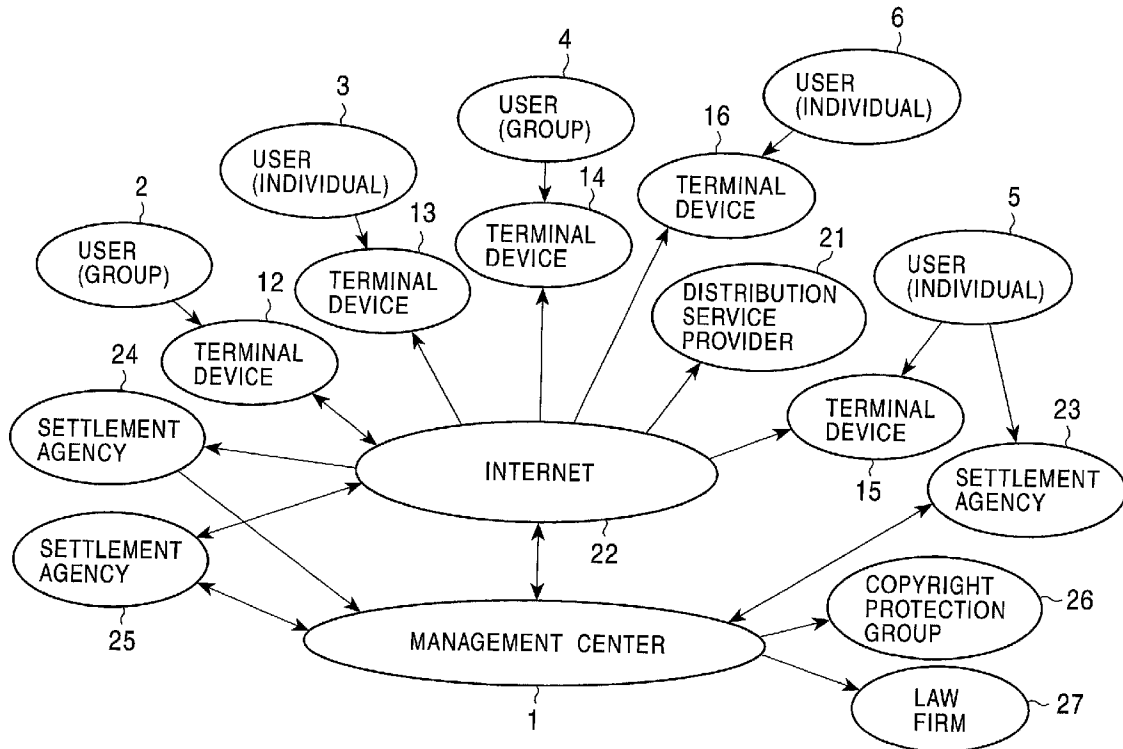 4
USER
(GROUP)
6
USER
(INDIVIDUAL)
3
USER
(INDIVIDUAL)
16
TERMINAL
DEVICE
2
USER
(GROUP)
13
TERMINAL
DEVICE
14
TERMINAL
DEVICE
21
DISTRIBUTION
SERVICE
PROVIDER
5
USER
(INDIVIDUAL)
12
TERMINAL
DEVICE
24
SETTLEMENT
AGENCY
INTERNET
22
TERMINAL
DEVICE
15
23
SETTLEMENT
AGENCY
SETTLEMENT
AGENCY
25
MANAGEMENT CENTER
1
COPYRIGHT
PROTECTION
GROUP
26
LAW
FIRM
27